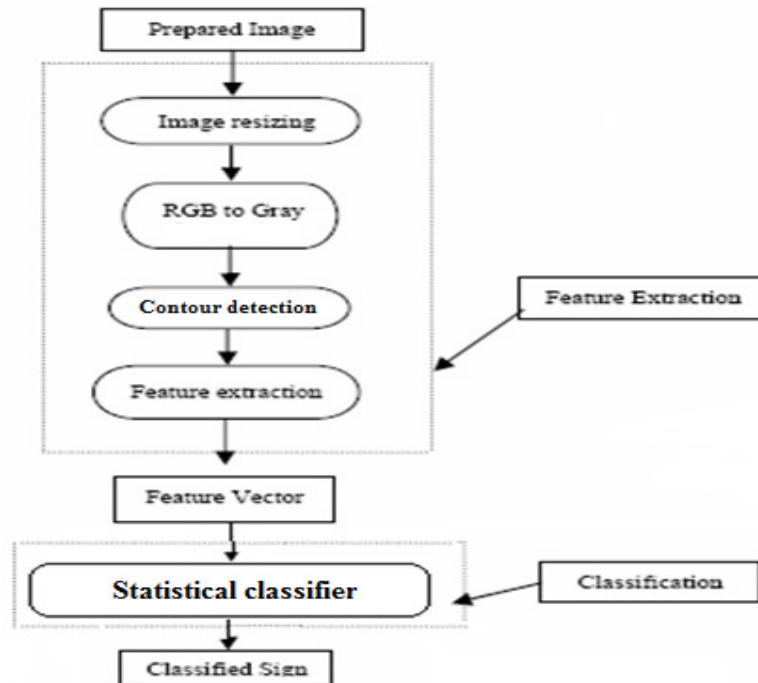 Prepared Image
Image resizing
RGB to Gray
Contour detection
Feature Extraction
Feature extraction
Feature Vector
Statistical classifier
Classification
Classified Sign